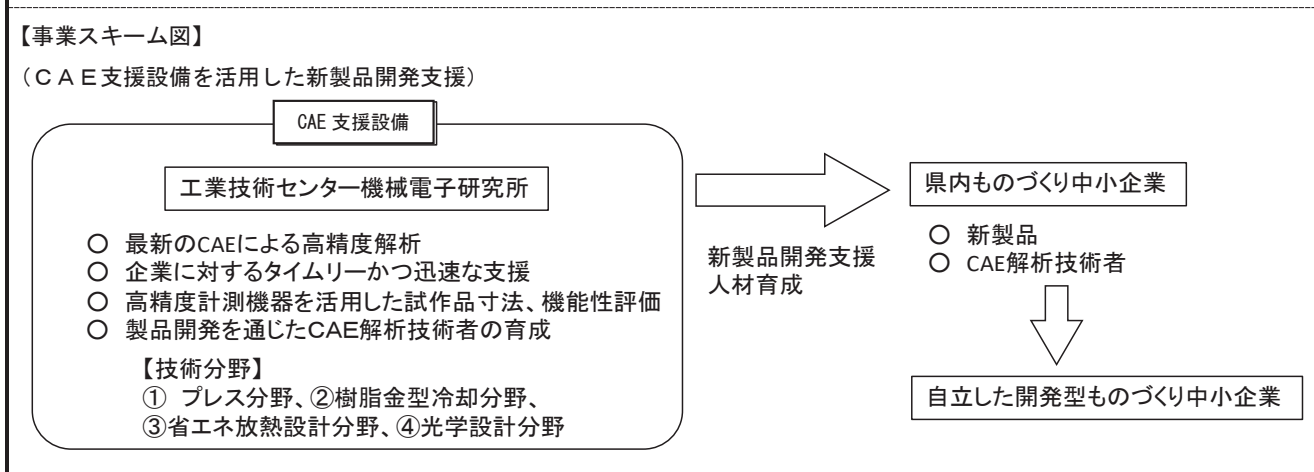 【事業スキーム図】
（ＣＡＥ支援設備を活用した新製品開発支援）
CAE 支援設備
工業技術センター機械電子研究所
○ 最新のCAEによる高精度解析
○ 企業に対するタイムリーかつ迅速な支援
○ 高精度計測機器を活用した試作品寸法、機能性評価
○ 製品開発を通じたCAE解析技術者の育成
【技術分野】
① プレス分野、②樹脂金型冷却分野、
③省エネ放熱設計分野、④光学設計分野
新製品開発支援
人材育成
県内ものづくり中小企業
○ 新製品
○ CAE解析技術者
自立した開発型ものづくり中小企業